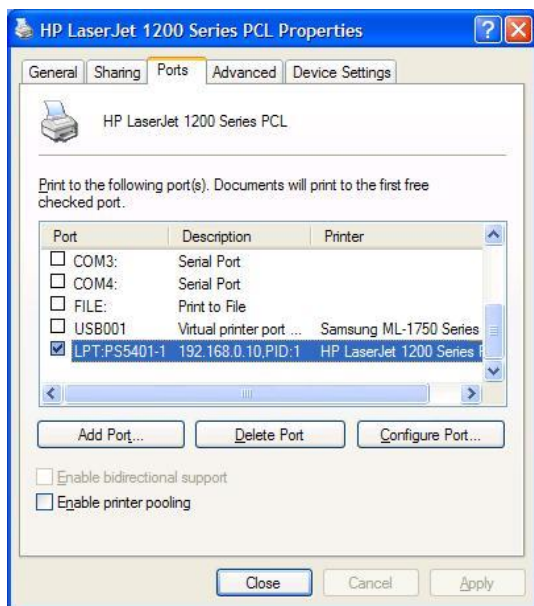 HP LaserJet 1200 Series PCL Properties
General Sharing Ports Advanced Device Settings
HP LaserJet 1200 Series PCL
Print to the following port(s). Documents will print to the first free
checked port.
Port Description Printer
COM3: Serial Port
COM4: Serial Port
FILE: Print to File
USB001 Virtual printer port ... Samsung ML-1750 Series
LPT:PS5401-1 192.168.0.10,PID:1 HP LaserJet 1200 Series
Add Port... Delete Port Configure Port...
Enable bidirectional support
Enable printer pooling
Close Cancel Apply